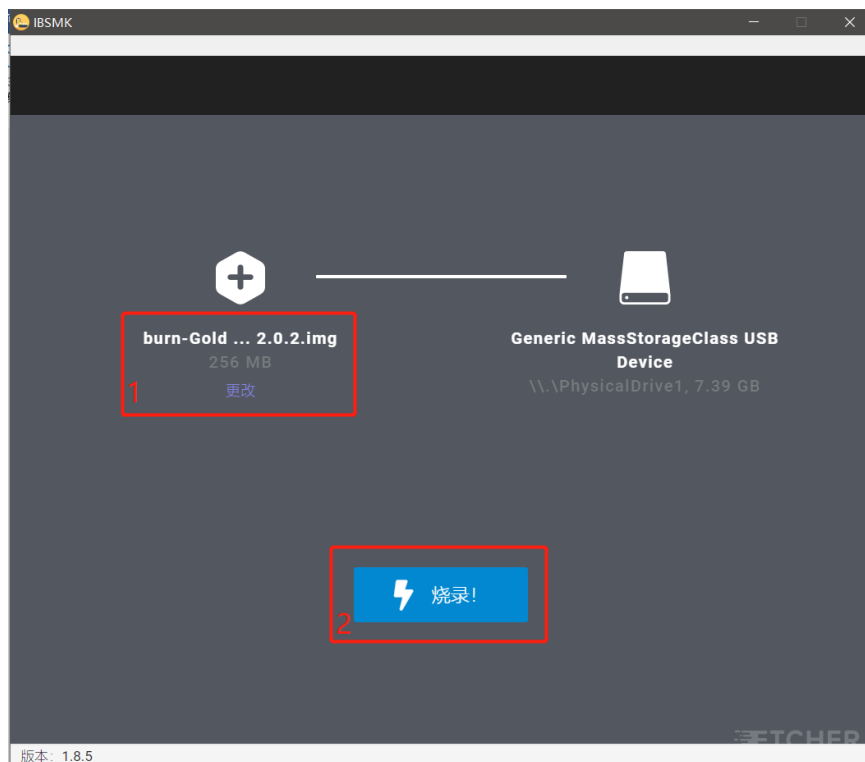 IBSMK
burn-Gold ... 2.0.2.img
256 MB
更改
1
Generic MassStorageClass USB
Device
\\.\PhysicalDrive1, 7.39 GB
烧录!
2
ETCHER
版本: 1.8.5